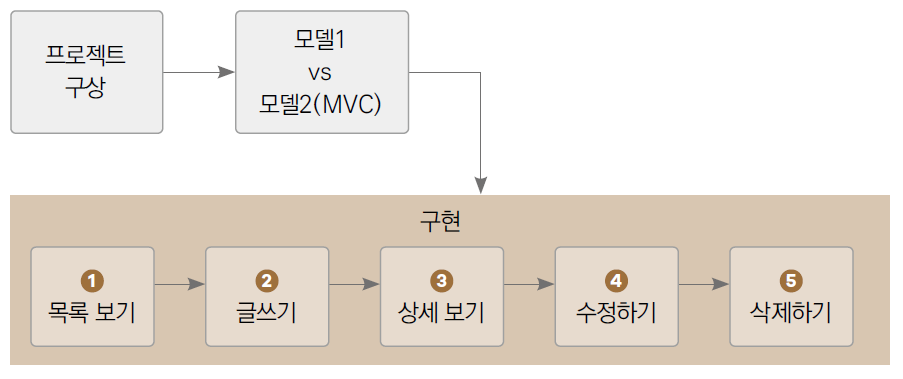 프로젝트
구상
모델1
vs
모델2(MVC)
구현
1
목록 보기
2
글쓰기
3
상세 보기
4
수정하기
5
삭제하기